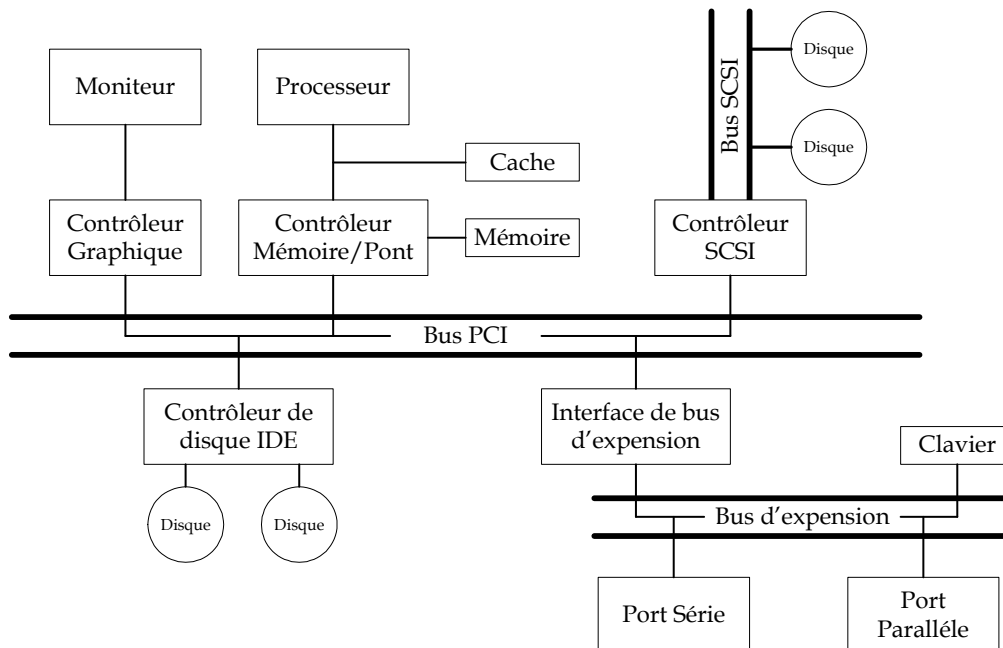 Moniteur
Processeur
Bus SCSI
Disque
Disque
Cache
Contrôleur
Graphique
Contrôleur
Mémoire/Pont
Mémoire
Contrôleur
SCSI
Bus PCI
Contrôleur de
disque IDE
Interface de bus
d’expension
Clavier
Disque
Disque
Bus d’expension
Port Série
Port
Paralléle